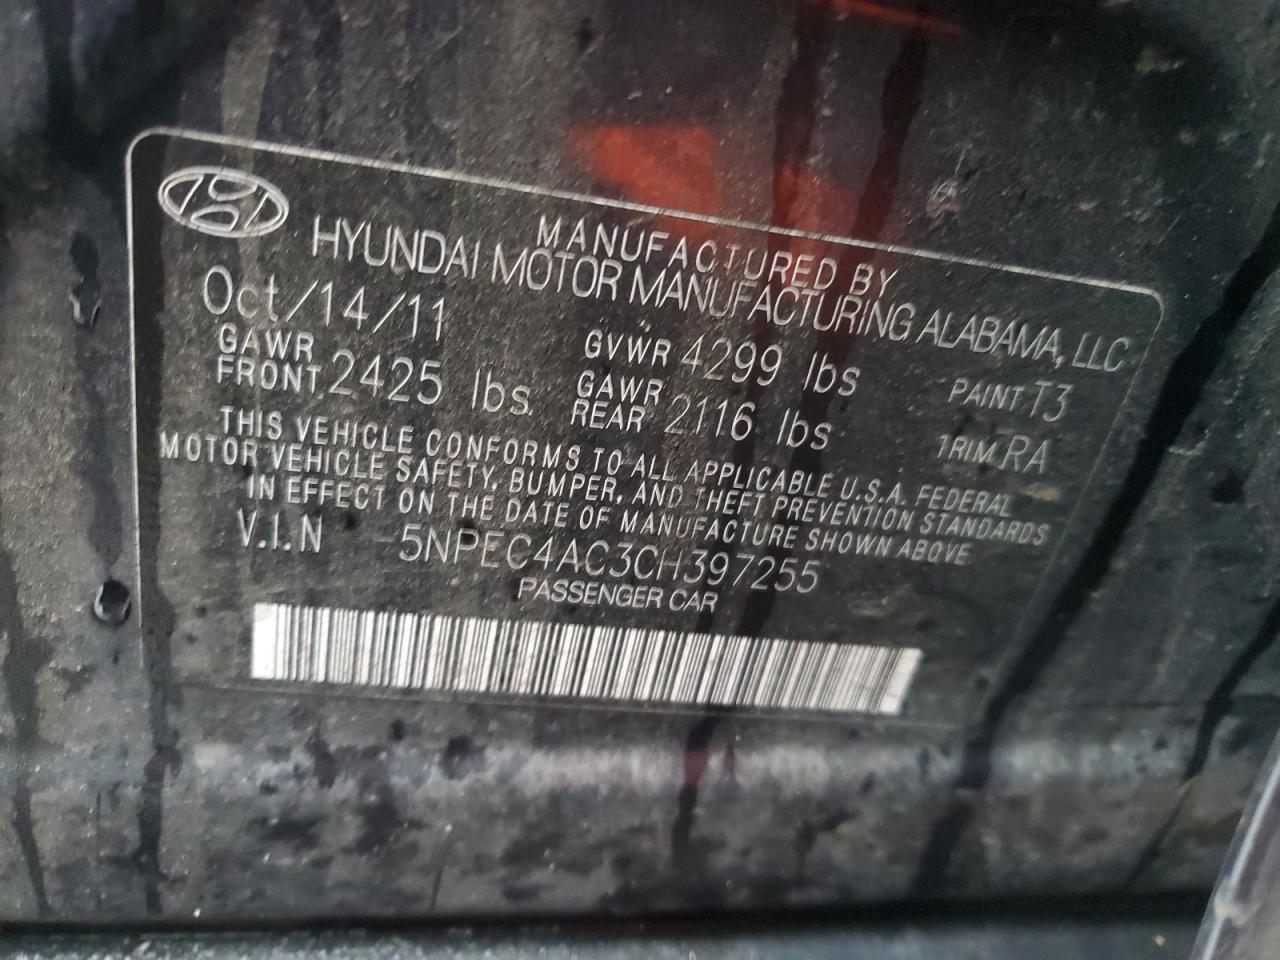 MANUFACTURED BY
HYUNDAI MOTOR MANUFACTURING ALABAMA, LLC
Oct/14/11
GVWR 4299 lbs
PAINT T3
GAWR FRONT 2425 lbs.
GAWR REAR 2116 lbs
TRIM RA
THIS VEHICLE CONFORMS TO ALL APPLICABLE U.S.A. FEDERAL
MOTOR VEHICLE SAFETY, BUMPER, AND THEFT PREVENTION STANDARDS
IN EFFECT ON THE DATE OF MANUFACTURE SHOWN ABOVE
V.I.N 5NPEC4AC3CH397255
PASSENGER CAR